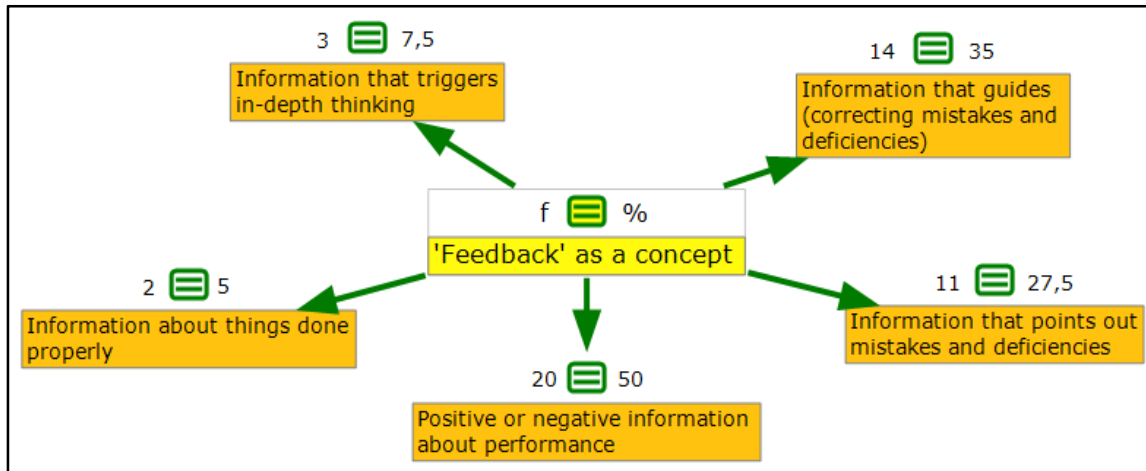 3 7,5
Information that triggers
in-depth thinking
14 35
Information that guides
(correcting mistakes and
deficiencies)
f %
'Feedback' as a concept
2 5
Information about things done
properly
11 27,5
Information that points out
mistakes and deficiencies
20 50
Positive or negative information
about performance